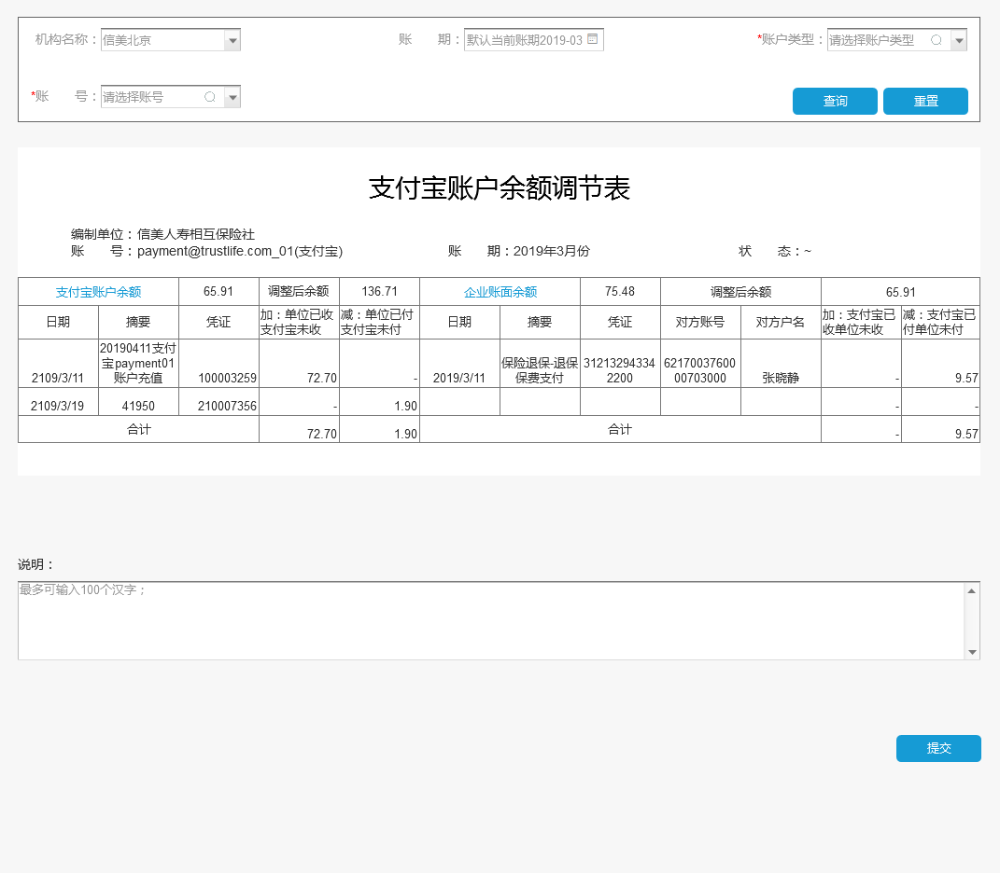 机构名称： 信美北京 账 期： 默认当前账期2019-03 *账户类型： 请选择账户类型
*账 号： 请选择账号 查询 重置
支付宝账户余额调节表
编制单位：信美人寿相互保险社
账 号：payment@trustlife.com_01(支付宝) 账 期：2019年3月份 状 态：~
支付宝账户余额 65.91 调整后余额 136.71 企业账面余额 75.48 调整后余额 65.91
日期 摘要 凭证 加：单位已收支付宝未收 减：单位已付支付宝未付 日期 摘要 凭证 对方账号 对方户名 加：支付宝已收单位未收 减：支付宝已付单位未付
2109/3/11 20190411支付宝payment01账户充值 100003259 72.70 - 2019/3/11 保险退保-退保保费支付 312132943342200 6217003760000703000 张晓静 - 9.57
2109/3/19 41950 210007356 - 1.90 - -
合计 72.70 1.90 合计 - 9.57
说明：
最多可输入100个汉字；
提交